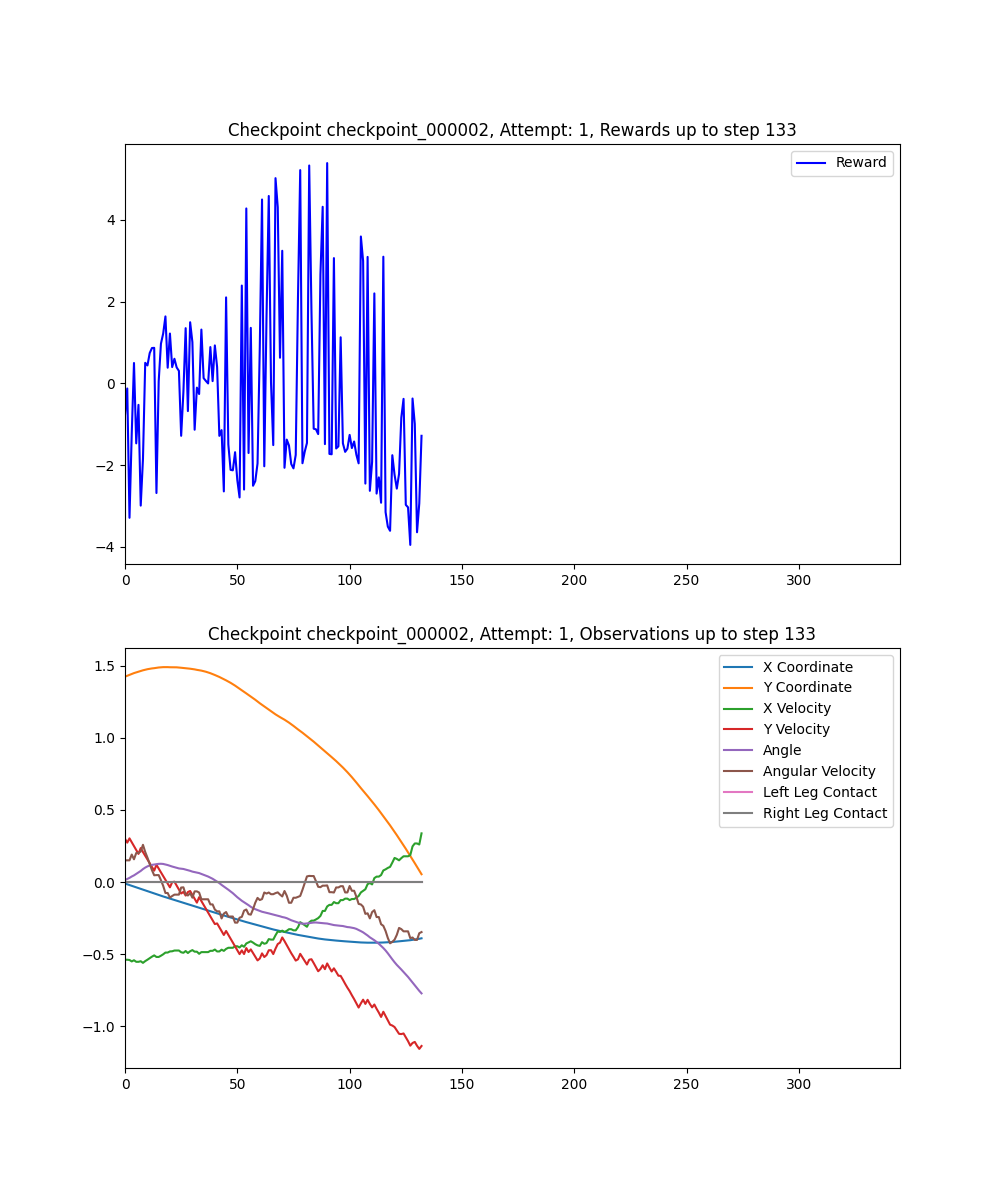 Checkpoint checkpoint_000002, Attempt: 1, Rewards up to step 133
Reward
4
2
0
−2
−4
0
50
100
150
200
250
300
Checkpoint checkpoint_000002, Attempt: 1, Observations up to step 133
X Coordinate
Y Coordinate
X Velocity
Y Velocity
Angle
Angular Velocity
Left Leg Contact
Right Leg Contact
1.5
1.0
0.5
0.0
−0.5
−1.0
0
50
100
150
200
250
300